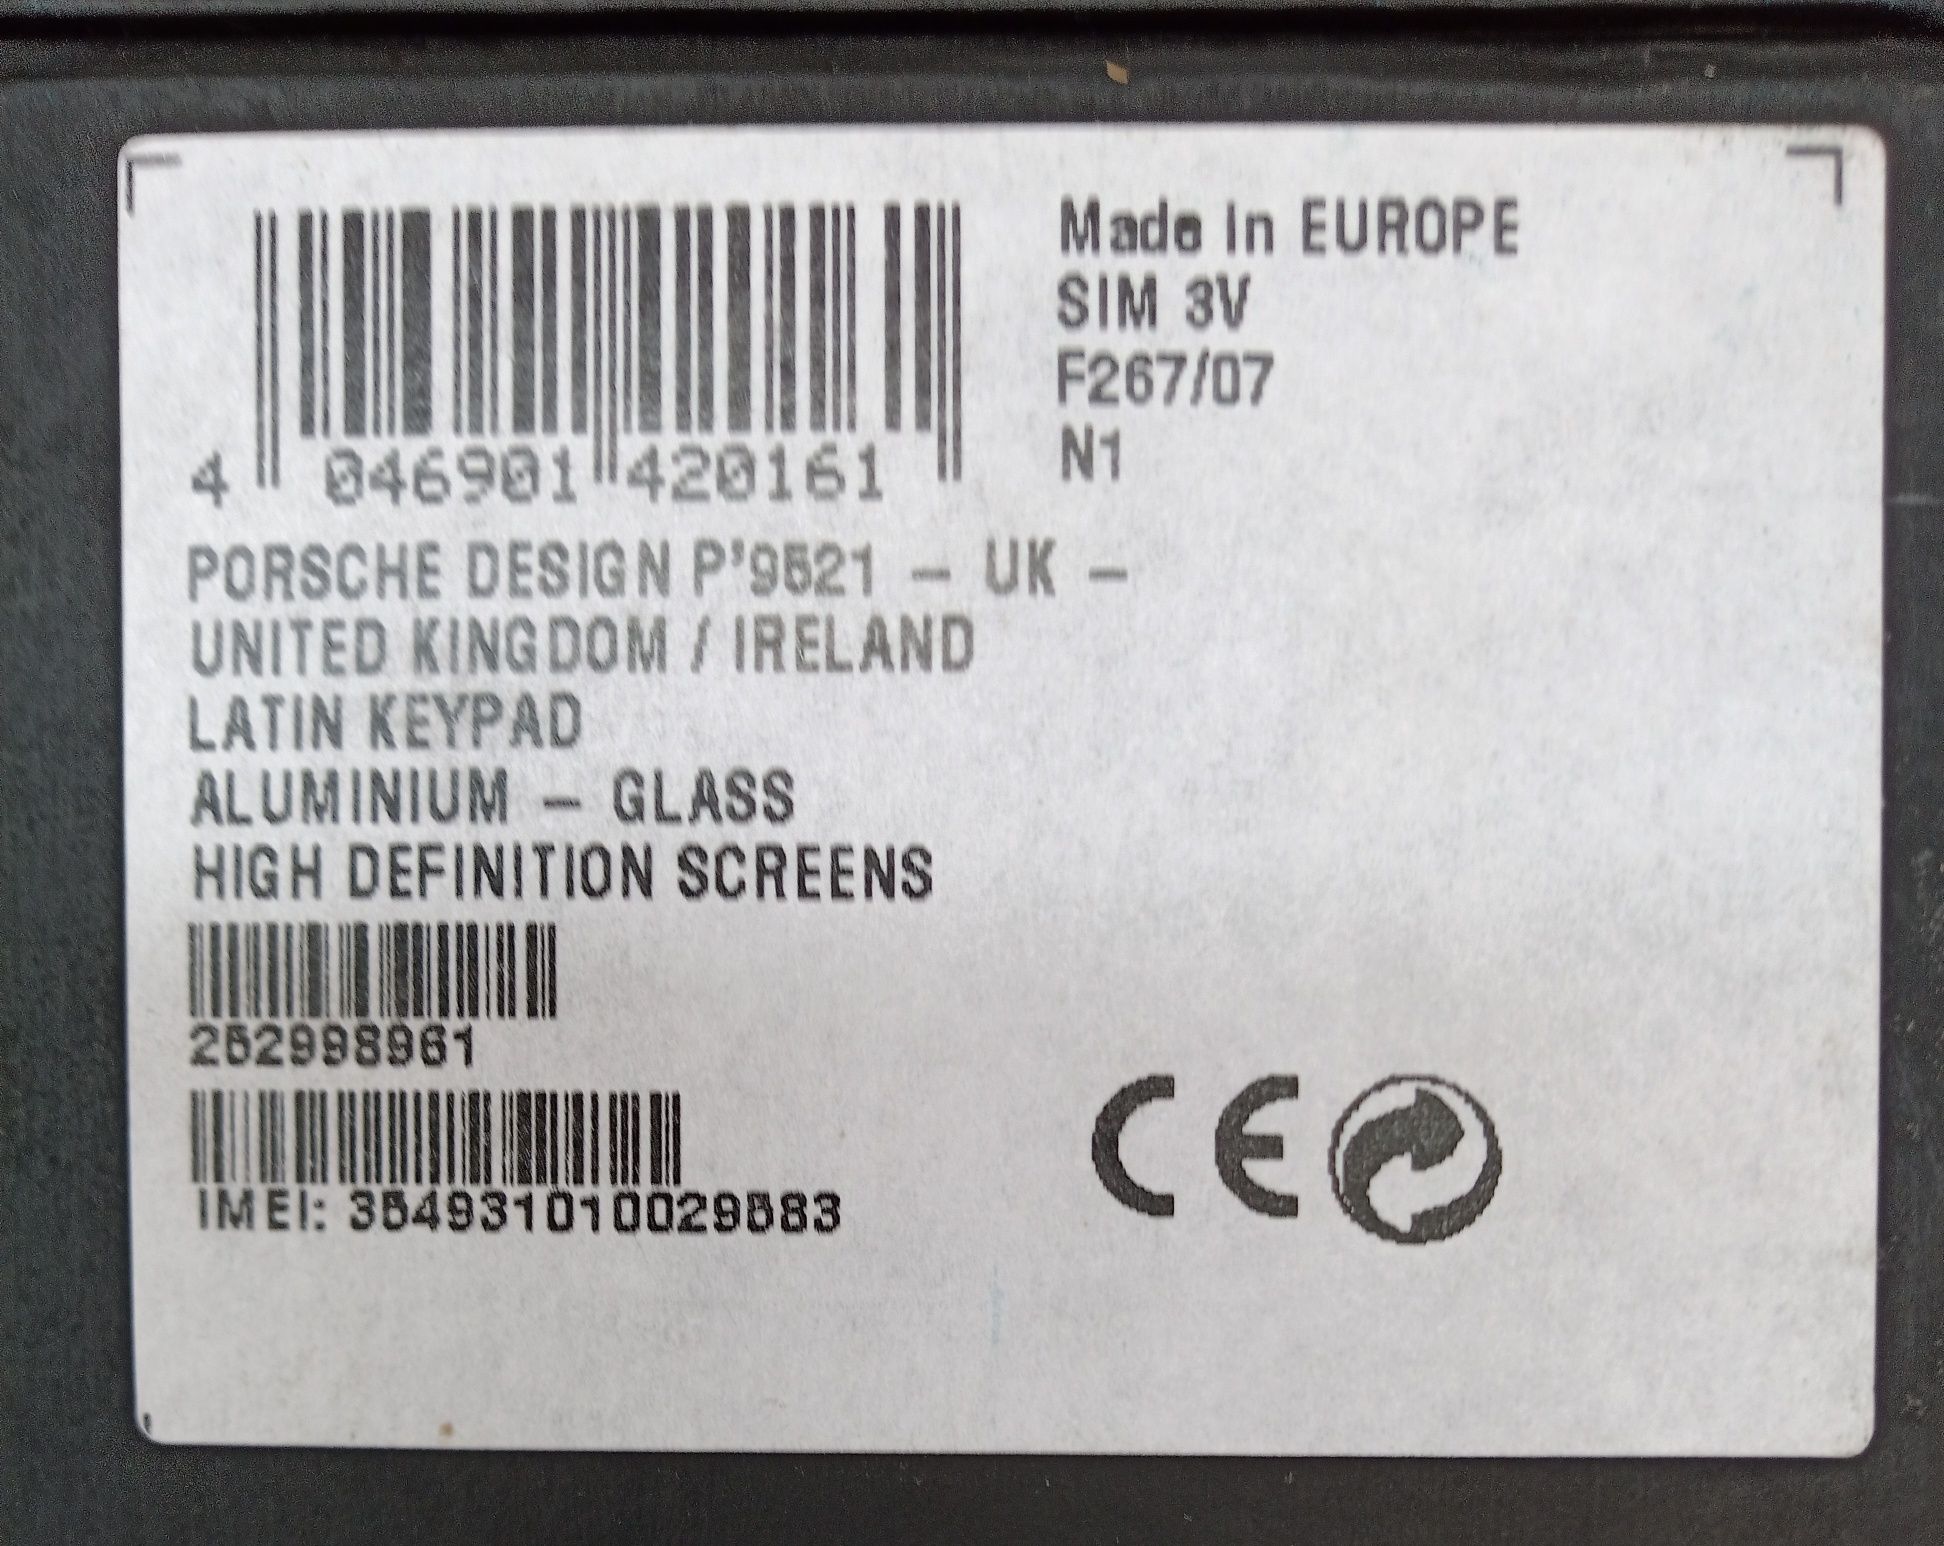 4 046901 420161
Made in EUROPE
SIM 3V
F267/07
N1
PORSCHE DESIGN P'9521 – UK –
UNITED KINGDOM / IRELAND
LATIN KEYPAD
ALUMINIUM – GLASS
HIGH DEFINITION SCREENS
252998961
IMEI: 354931010029583
CE